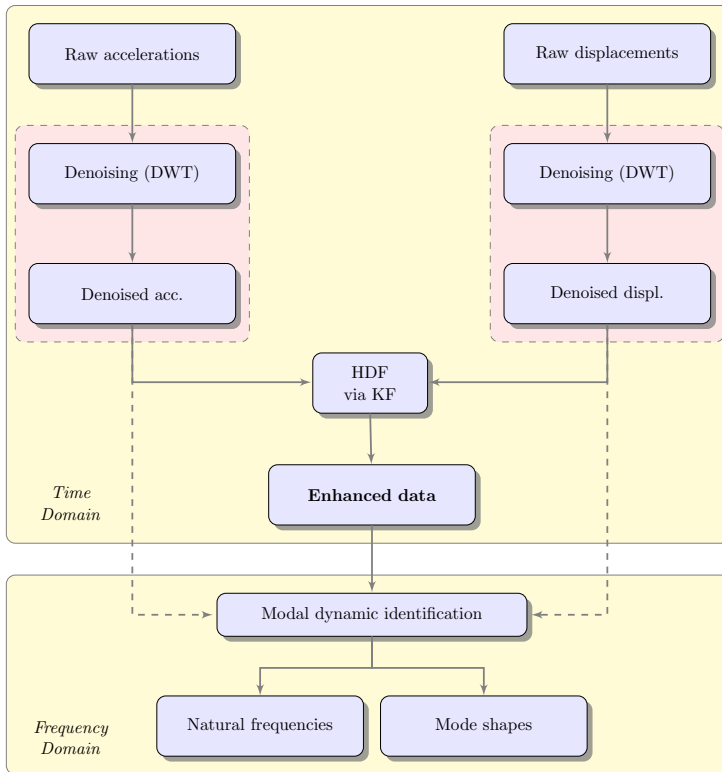 Raw accelerations
Raw displacements
Denoising (DWT)
Denoising (DWT)
Denoised acc.
Denoised displ.
HDF
via KF
Enhanced data
Time
Domain
Modal dynamic identification
Natural frequencies
Mode shapes
Frequency
Domain